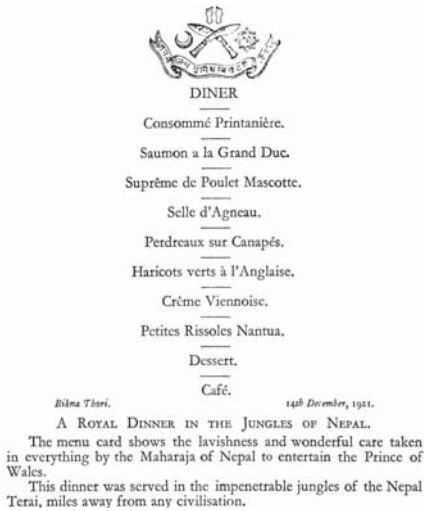 DINER
Consommé Printanière.
Saumon a la Grand Duc.
Suprême de Poulet Mascotte.
Selle d'Agneau.
Perdreaux sur Canapés.
Haricots verts à l'Anglaise.
Crême Viennoise.
Petites Rissoles Nantua.
Dessert.
Café.
Bikna Thori. 14th December, 1921.
A ROYAL DINNER IN THE JUNGLES OF NEPAL.
The menu card shows the lavishness and wonderful care taken
in everything by the Maharaja of Nepal to entertain the Prince of
Wales.
This dinner was served in the impenetrable jungles of the Nepal
Terai, miles away from any civilisation.